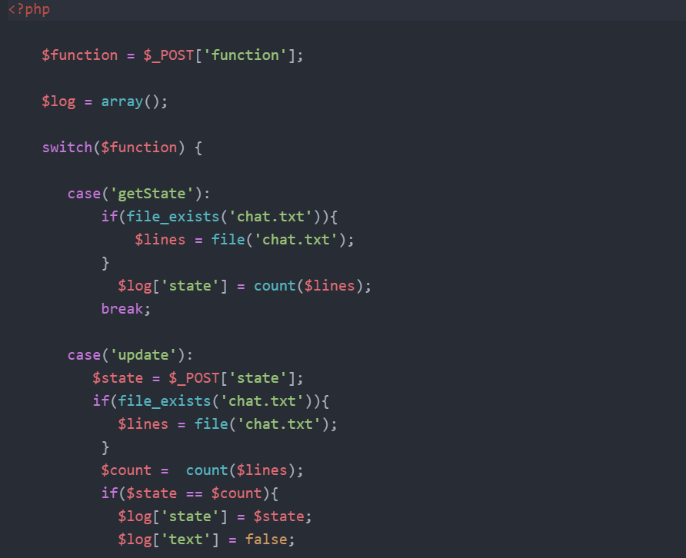 <?php
$function = $_POST['function'];
$log = array();
switch($function) {
case('getState'):
if(file_exists('chat.txt')){
$lines = file('chat.txt');
}
$log['state'] = count($lines);
break;
case('update'):
$state = $_POST['state'];
if(file_exists('chat.txt')){
$lines = file('chat.txt');
}
$count =  count($lines);
if($state == $count){
$log['state'] = $state;
$log['text'] = false;